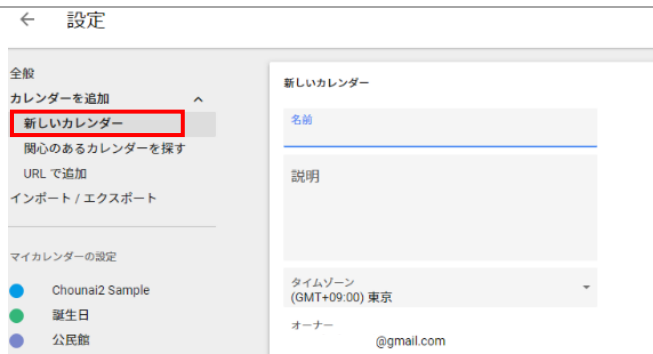 ← 設定
全般
カレンダーを追加
新しいカレンダー
関心のあるカレンダーを探す
URL で追加
インポート / エクスポート
マイカレンダーの設定
Chounai2 Sample
誕生日
公民館
新しいカレンダー
名前
説明
タイムゾーン
(GMT+09:00) 東京
オーナー
@gmail.com